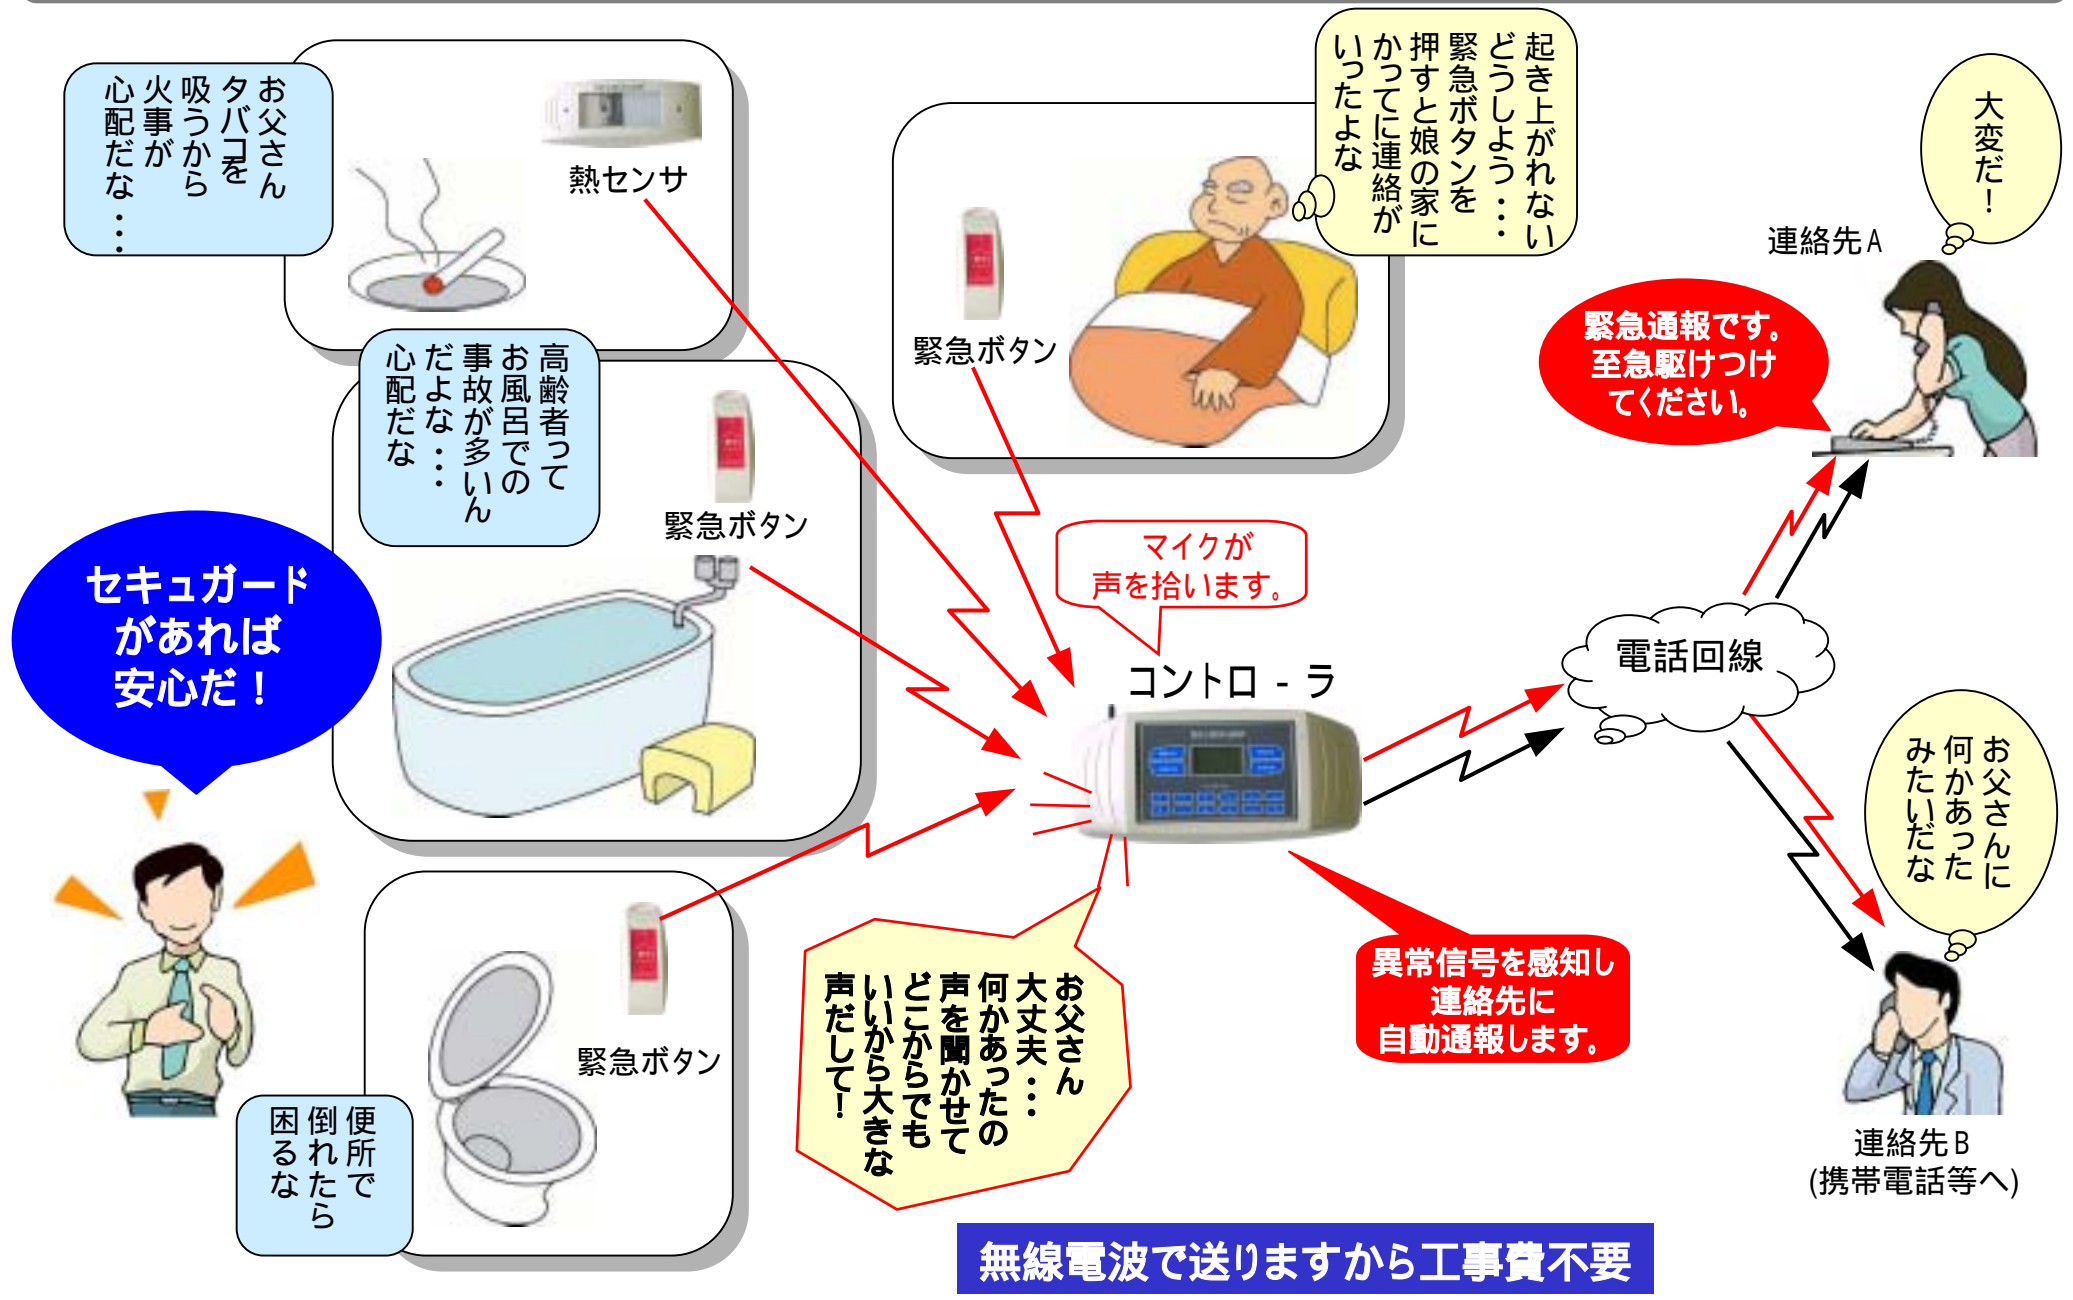 お父さん
タバコを
吸うから
火事が
心配だな・・・
熱センサ
高齢者って
お風呂での
事故が多いん
だよな・・・
心配だな
緊急ボタン
セキュガード
があれば
安心だ！
緊急ボタン
便所で
倒れたら
困るな
起き上がれない
どうしよう・・・
緊急ボタンを
押すと娘の家に
かってに連絡が
いったよな
緊急ボタン
マイクが
声を拾います。
コントロ-ラ
お父さん
大丈夫・・・
何かあったの
声を聞かせて
どこからでも
いいから大きな
声だして！
異常信号を感知し
連絡先に
自動通報します。
電話回線
大変だ！
連絡先A
緊急通報です。
至急駆けつけ
てください。
お父さんに
何かあった
みたいだな
連絡先B
(携帯電話等へ)
無線電波で送りますから工事費不要